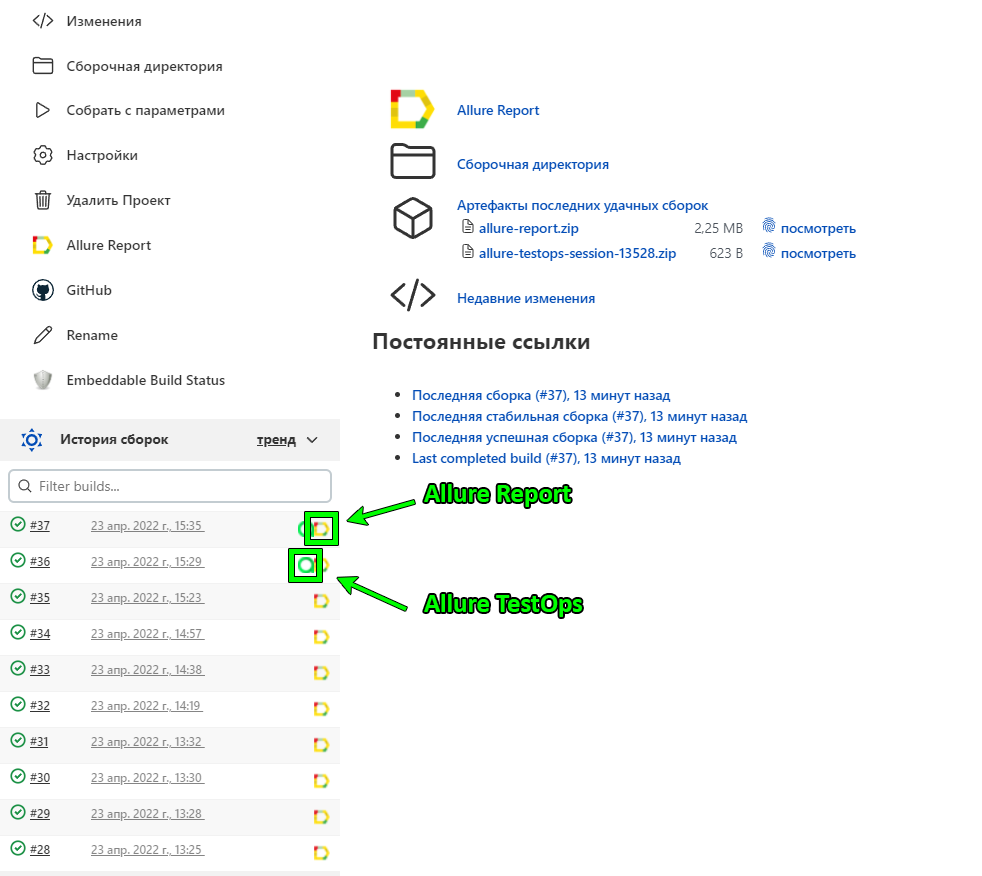 Изменения
Сборочная директория
Собрать с параметрами
Настройки
Удалить Проект
Allure Report
GitHub
Rename
Embeddable Build Status
История сборок тренд
Filter builds...
#37 23 апр. 2022 г., 15:35
#36 23 апр. 2022 г., 15:29
#35 23 апр. 2022 г., 15:23
#34 23 апр. 2022 г., 14:57
#33 23 апр. 2022 г., 14:38
#32 23 апр. 2022 г., 14:19
#31 23 апр. 2022 г., 13:32
#30 23 апр. 2022 г., 13:30
#29 23 апр. 2022 г., 13:28
#28 23 апр. 2022 г., 13:25
Allure Report
Сборочная директория
Артефакты последних удачных сборок
allure-report.zip 2,25 MB посмотреть
allure-testops-session-13528.zip 623 B посмотреть
Недавние изменения
Постоянные ссылки
Последняя сборка (#37), 13 минут назад
Последняя стабильная сборка (#37), 13 минут назад
Последняя успешная сборка (#37), 13 минут назад
Last completed build (#37), 13 минут назад
Allure Report
Allure TestOps